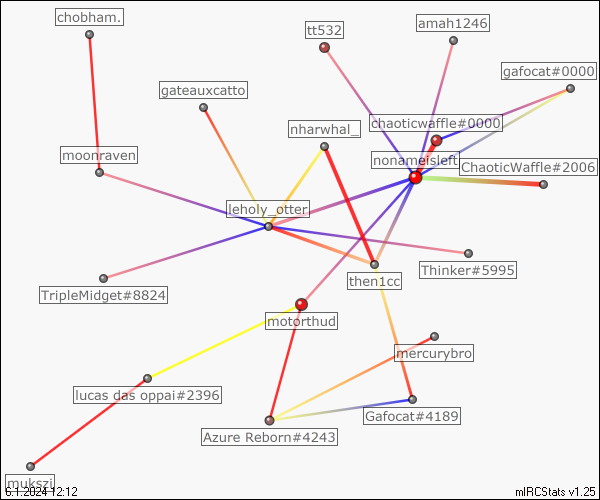 chobham.
tt532
amah1246
gafocat#0000
gateauxcatto
chaoticwaffle#0000
nharwhal_
moonraven
nonameisleft
ChaoticWaffle#2006
leholy_otter
Thinker#5995
TripleMidget#8824
then1cc
motorthud
mercurybro
lucas das oppai#2396
Gafocat#4189
Azure Reborn#4243
mukszi
6.1.2024 12:12
mIRCStats v1.25